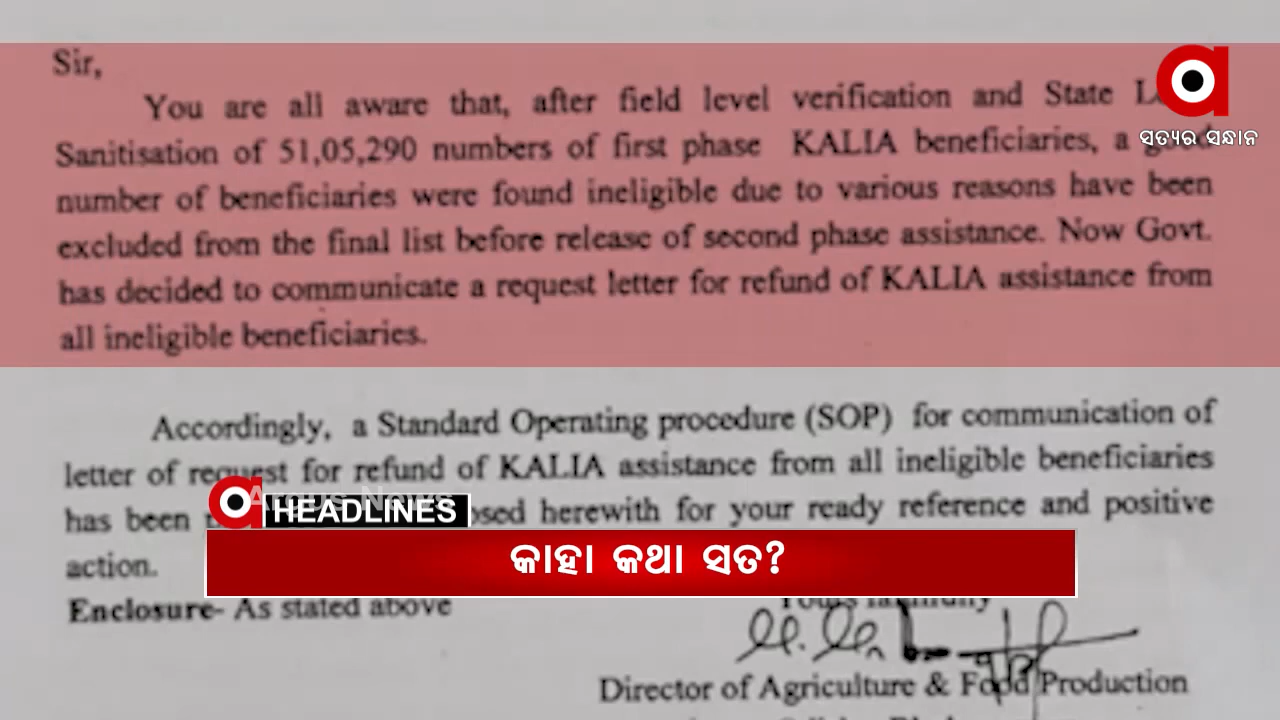 Sir,
You are all aware that, after field level verification and State
Sanitisation of 51,05,290 numbers of first phase KALIA beneficiaries, a good
number of beneficiaries were found ineligible due to various reasons have been
excluded from the final list before release of second phase assistance. Now Govt.
has decided to communicate a request letter for refund of KALIA assistance from
all ineligible beneficiaries.
ସତ୍ୟର ସନ୍ଧାନ
Accordingly, a Standard Operating procedure (SOP) for communication of
letter of request for refund of KALIA assistance from all ineligible beneficiaries
has been herewith for your ready reference and positive
action.
Argus News
HEADLINES
କାହା କଥା ସତ?
Enclosure- As stated above
Yours faithfully
Director of Agriculture & Food Production